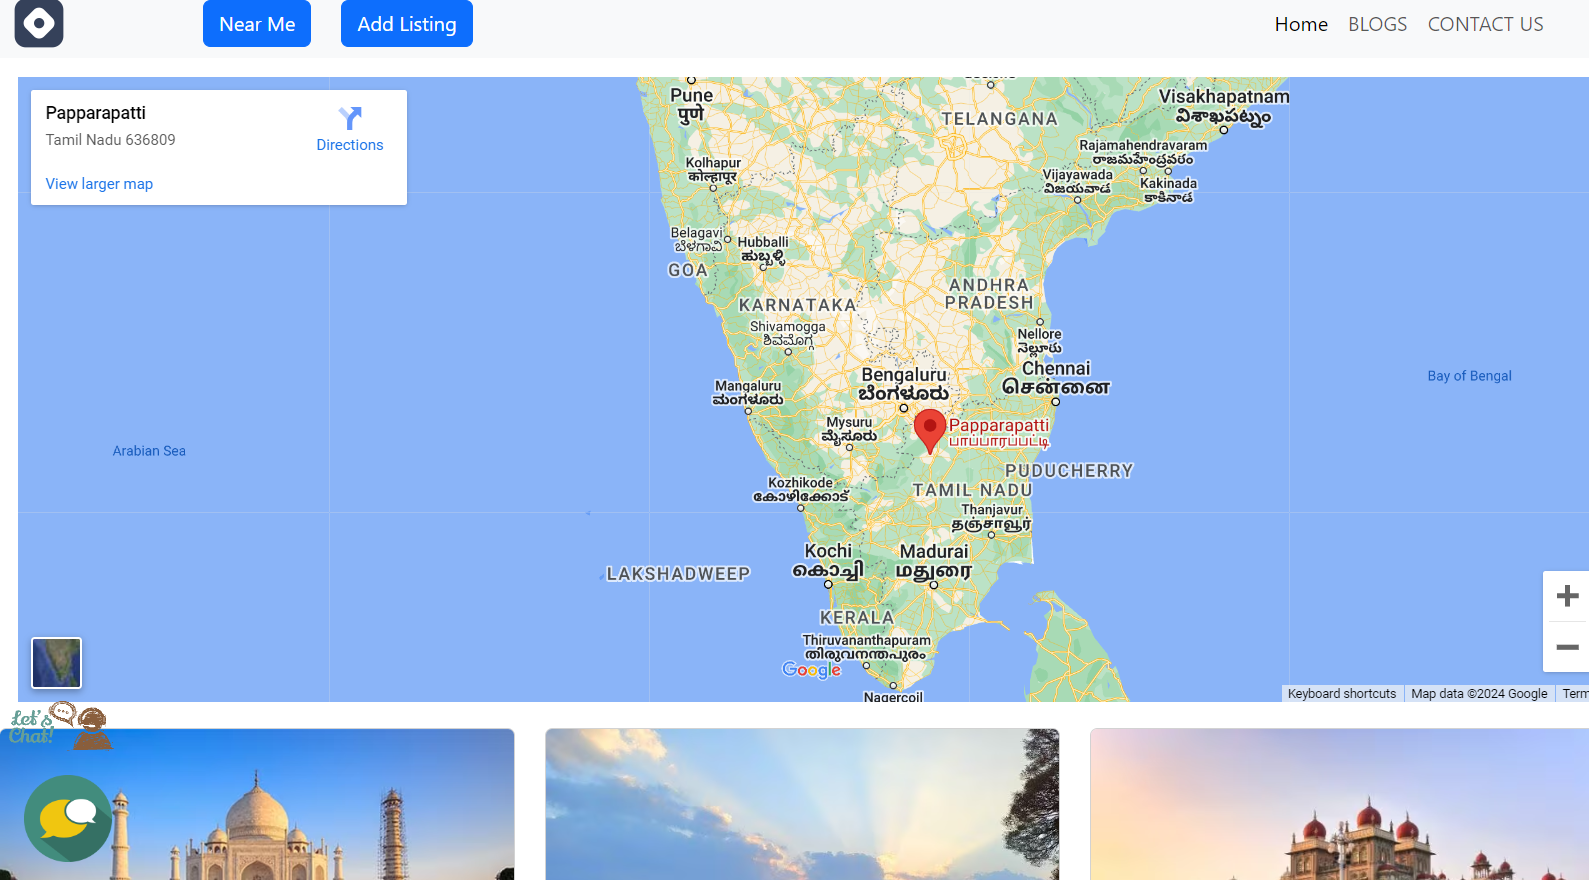 Near Me
Add Listing
Home
BLOGS
CONTACT US
Papparapatti
Tamil Nadu 636809
Directions
View larger map
Pune
पुणे
TELANGANA
Visakhapatnam
విశాఖపట్నం
Rajamahendravaram
రాజమహేంద్రవరం
Kolhapur
कोल्हापूर
Vijayawada
విజయవాడ
Kakinada
కాకినాడ
Belagavi
ಬೆಳಗಾವಿ
Hubballi
ಹುಬ್ಬಳ್ಳಿ
GOA
KARNATAKA
ANDHRA
PRADESH
Shivamogga
ಶಿವಮೊಗ್ಗ
Nellore
నెల్లూరు
Bengaluru
ಬೆಂಗಳೂರು
Chennai
சென்னை
Bay of Bengal
Mangaluru
ಮಂಗಳೂರು
Mysuru
ಮೈಸೂರು
Papparapatti
பாப்பாரப்பட்டி
Arabian Sea
PUDUCHERRY
Kozhikode
കോഴിക്കോട്
TAMIL NADU
Thanjavur
தஞ்சாவூர்
Kochi
കൊച്ചി
Madurai
மதுரை
LAKSHADWEEP
KERALA
Thiruvananthapuram
തിരുവനന്തപുരം
Google
Nagercoil
Keyboard shortcuts
Map data ©2024 Google
Term
Let's
Chat!